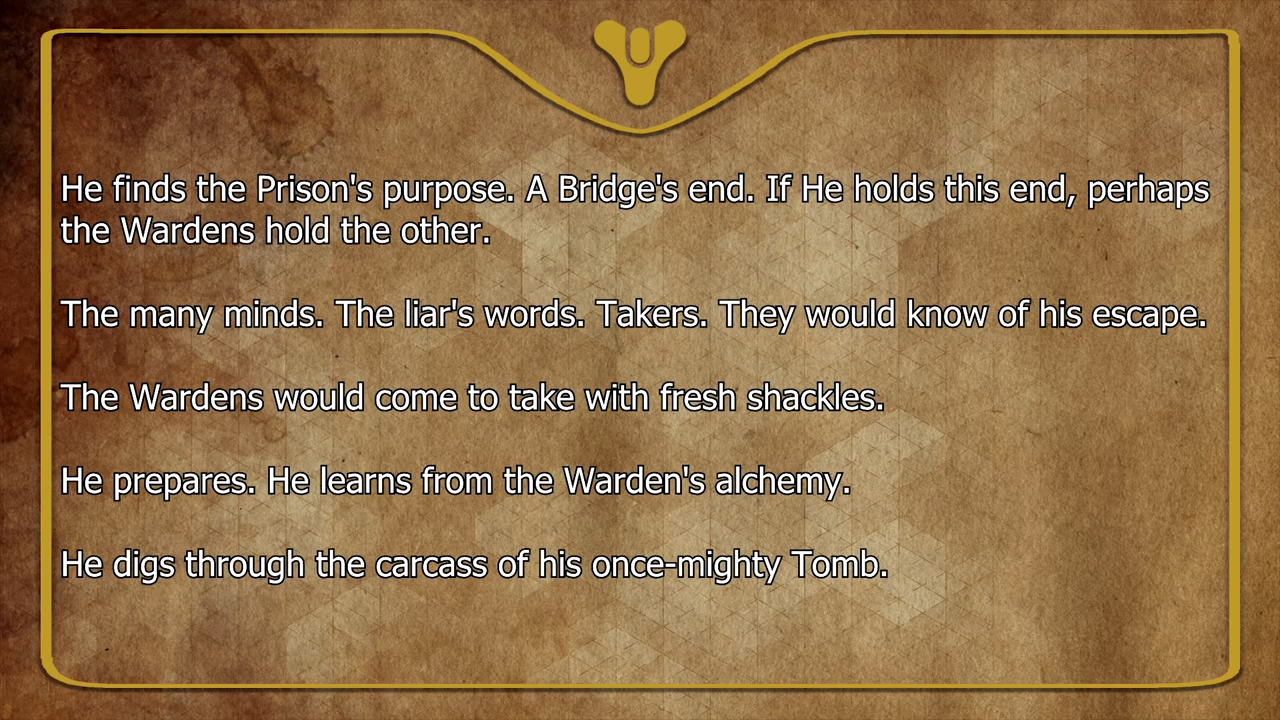 He finds the Prison's purpose. A Bridge's end. If He holds this end, perhaps
the Wardens hold the other.
The many minds. The liar's words. Takers. They would know of his escape.
The Wardens would come to take with fresh shackles.
He prepares. He learns from the Warden's alchemy.
He digs through the carcass of his once-mighty Tomb.